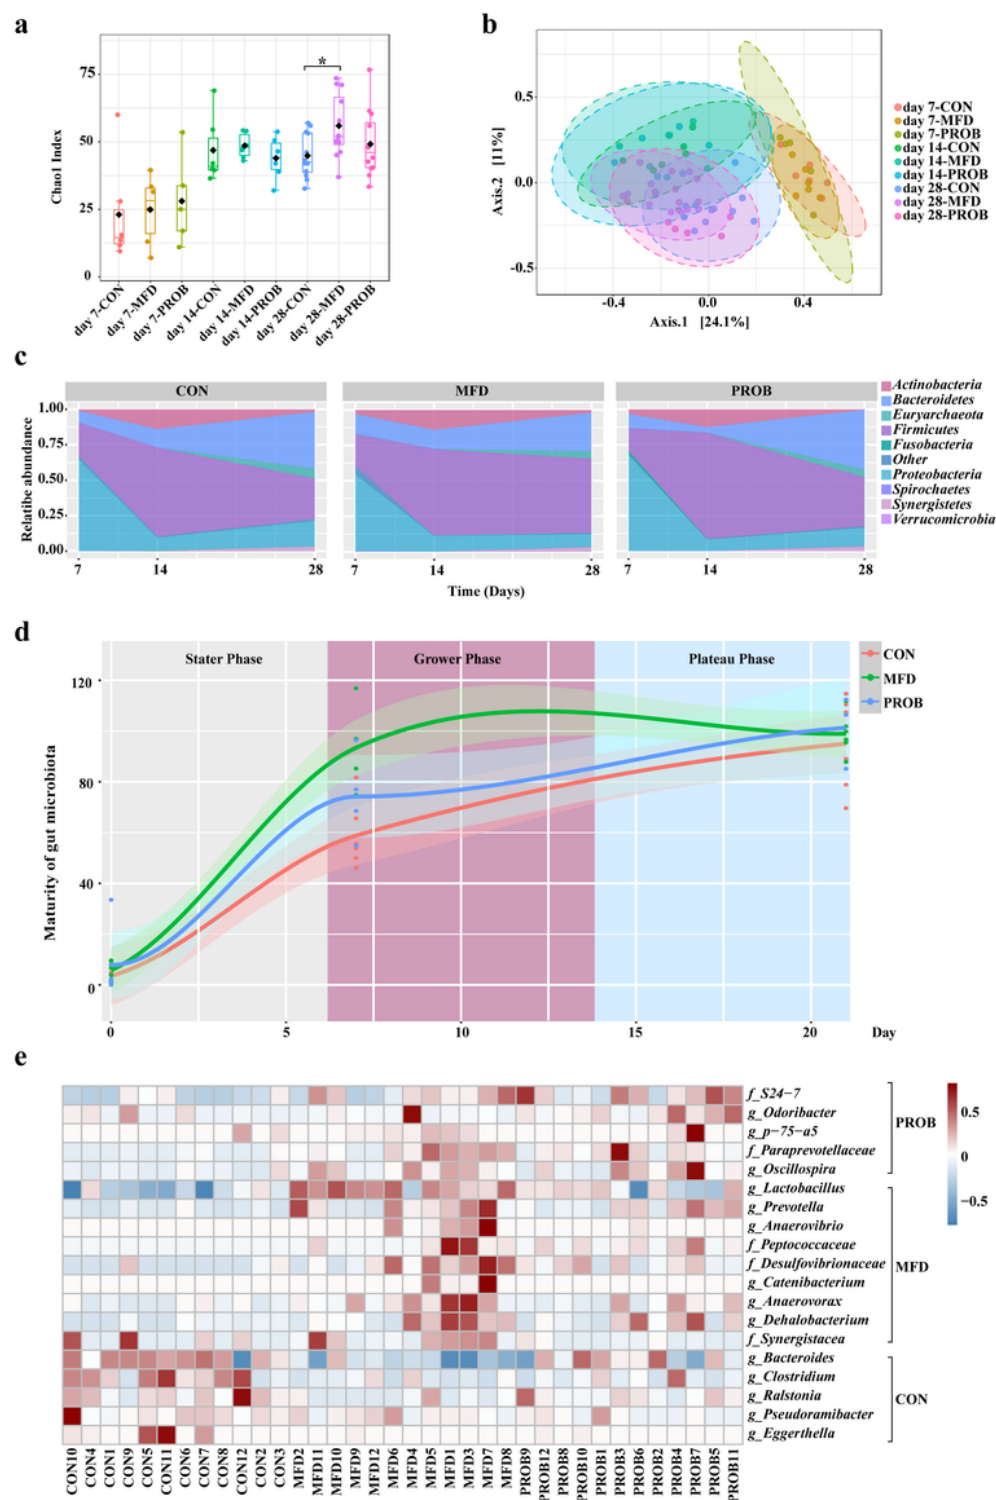 a
Chao1 Index
75
50
25
0
*
day 7-CON
day 7-MFD
day 7-PROB
day 14-CON
day 14-MFD
day 14-PROB
day 28-CON
day 28-MFD
day 28-PROB
b
Axis.2 [11%]
0.5
0.0
-0.5
-0.4
0.0
0.4
Axis.1 [24.1%]
day 7-CON
day 7-MFD
day 7-PROB
day 14-CON
day 14-MFD
day 14-PROB
day 28-CON
day 28-MFD
day 28-PROB
c
CON
MFD
PROB
Relatibe abundance
1.00
0.75
0.50
0.25
0.00
7
14
28
7
14
28
7
14
28
Time (Days)
Actinobacteria
Bacteroidetes
Euryarchaeota
Firmicutes
Fusobacteria
Other
Proteobacteria
Spirochaetes
Synergistetes
Verrucomicrobia
d
Stater Phase
Grower Phase
Plateau Phase
Maturity of gut microbiota
120
80
40
0
0
5
10
15
20
Day
CON
MFD
PROB
e
f_S24-7
g_Odoribacter
g_p-75-a5
f_Paraprevotellaceae
g_Oscillospira
g_Lactobacillus
g_Prevotella
g_Anaerovibrio
f_Peptococcaceae
f_Desulfovibrionaceae
g_Catenibacterium
g_Anaerovorax
g_Dehalobacterium
f_Synergistacea
g_Bacteroides
g_Clostridium
g_Ralstonia
g_Pseudoramibacter
g_Eggerthella
PROB
MFD
CON
0.5
0
-0.5
CON10
CON4
CON1
CON9
CON5
CON11
CON6
CON7
CON8
CON12
CON2
CON3
MFD2
MFD11
MFD10
MFD9
MFD12
MFD6
MFD4
MFD5
MFD1
MFD3
MFD7
MFD8
PROB9
PROB12
PROB8
PROB10
PROB1
PROB3
PROB6
PROB2
PROB4
PROB7
PROB5
PROB11